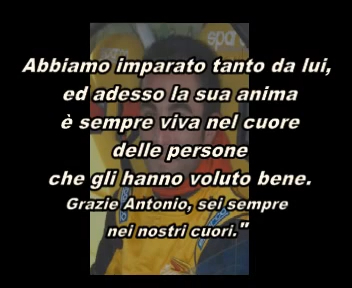 spa
Abbiamo imparato tanto da lui,
ed adesso la sua anima
è sempre viva nel cuore
delle persone
che gli hanno voluto bene.
Grazie Antonio, sei sempre
nei nostri cuori."